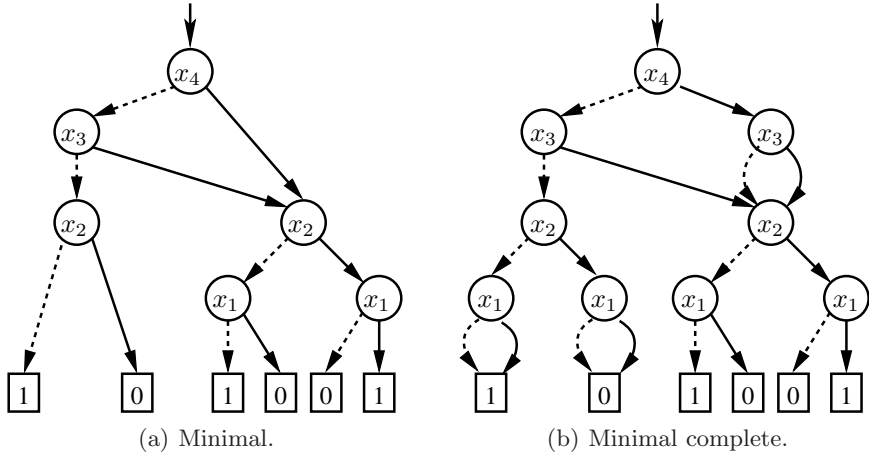 x₄ x₄
x₃ x₃ x₃
x₂ x₂ x₂ x₂
x₁ x₁ x₁ x₁ x₁ x₁
1 0 1 0 0 1 1 0 1 0 0 1
(a) Minimal. (b) Minimal complete.